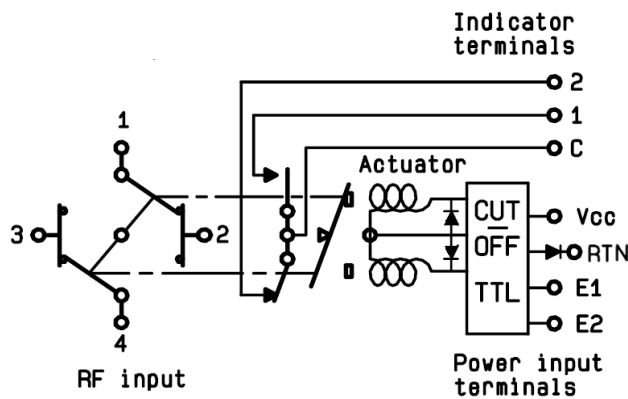 Indicator
terminals
2
1
C
1
Actuator
3
2
4
CUT
OFF
TTL
Vcc
RTN
E1
E2
RF input
Power input
terminals